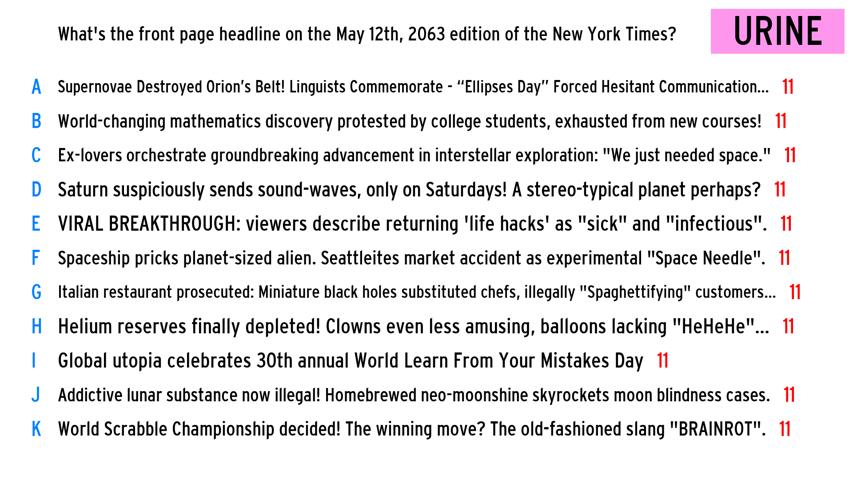 What's the front page headline on the May 12th, 2063 edition of the New York Times?
URINE
A Supernovae Destroyed Orion's Belt! Linguists Commemorate - “Ellipses Day” Forced Hesitant Communication... 11
B World-changing mathematics discovery protested by college students, exhausted from new courses! 11
C Ex-lovers orchestrate groundbreaking advancement in interstellar exploration: "We just needed space." 11
D Saturn suspiciously sends sound-waves, only on Saturdays! A stereo-typical planet perhaps? 11
E VIRAL BREAKTHROUGH: viewers describe returning 'life hacks' as "sick" and "infectious". 11
F Spaceship pricks planet-sized alien. Seattleites market accident as experimental "Space Needle". 11
G Italian restaurant prosecuted: Miniature black holes substituted chefs, illegally "Spaghettifying" customers... 11
H Helium reserves finally depleted! Clowns even less amusing, balloons lacking "HeHeHe"... 11
I Global utopia celebrates 30th annual World Learn From Your Mistakes Day 11
J Addictive lunar substance now illegal! Homebrewed neo-moonshine skyrockets moon blindness cases. 11
K World Scrabble Championship decided! The winning move? The old-fashioned slang "BRAINROT". 11